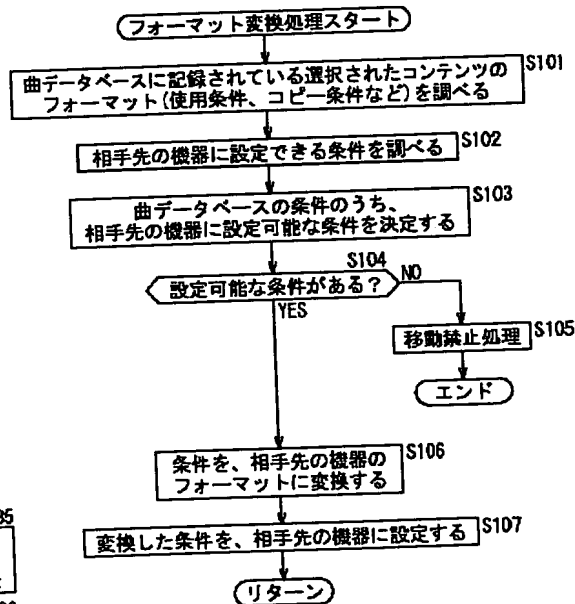 フォーマット変換処理スタート
曲データベースに記録されている選択されたコンテンツの
フォーマット(使用条件、コピー条件など)を調べる
S101
相手先の機器に設定できる条件を調べる
S102
曲データベースの条件のうち、
相手先の機器に設定可能な条件を決定する
S103
S104
設定可能な条件がある?
NO
YES
移動禁止処理
S105
エンド
条件を、相手先の機器の
フォーマットに変換する
S106
変換した条件を、相手先の機器に設定する
S107
リターン